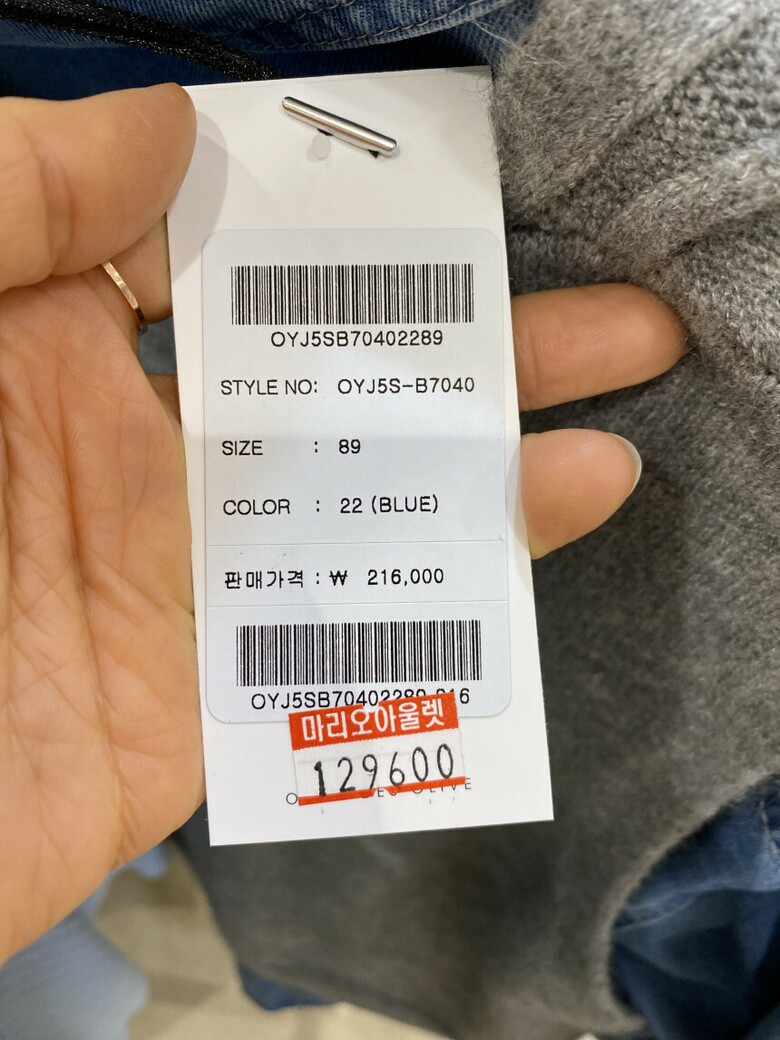 OYJ5SB70402289
STYLE NO: OYJ5S-B7040
SIZE : 89
COLOR : 22 (BLUE)
판매가격 : ₩ 216,000
마리오아울렛
129600